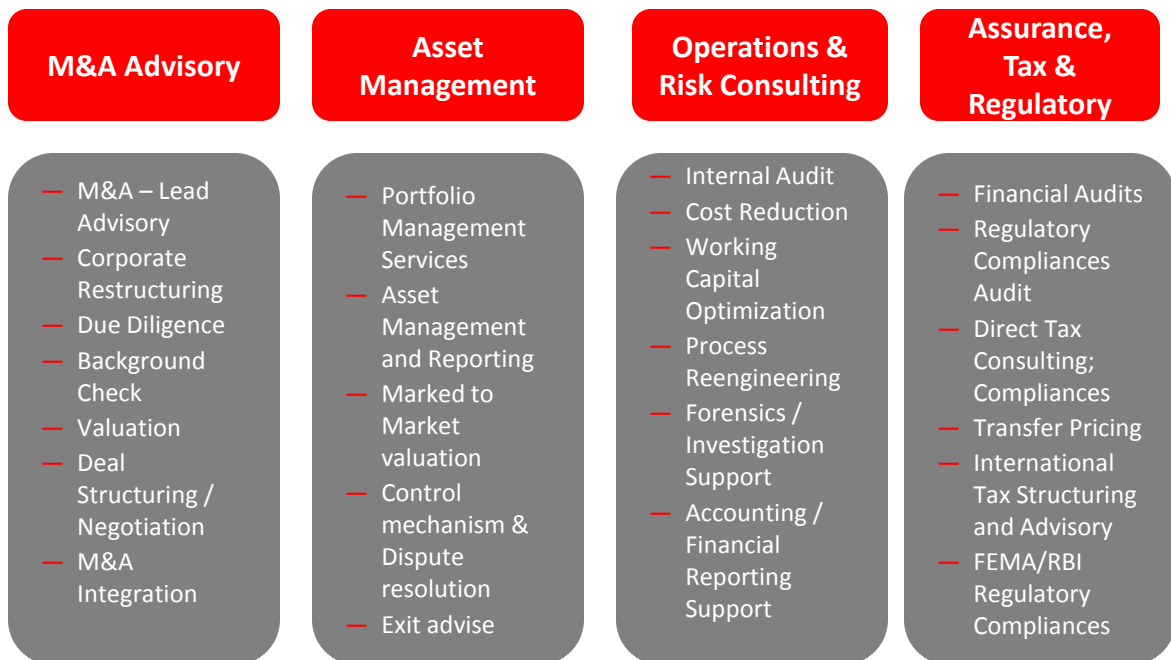 M&A Advisory
— M&A – Lead
Advisory
— Corporate
Restructuring
— Due Diligence
— Background
Check
— Valuation
— Deal
Structuring /
Negotiation
— M&A
Integration
Asset
Management
— Portfolio
Management
Services
— Asset
Management
and Reporting
— Marked to
Market
valuation
— Control
mechanism &
Dispute
resolution
— Exit advise
Operations &
Risk Consulting
— Internal Audit
— Cost Reduction
— Working
Capital
Optimization
— Process
Reengineering
— Forensics /
Investigation
Support
— Accounting /
Financial
Reporting
Support
Assurance,
Tax &
Regulatory
— Financial Audits
— Regulatory
Compliances
Audit
— Direct Tax
Consulting;
Compliances
— Transfer Pricing
— International
Tax Structuring
and Advisory
— FEMA/RBI
Regulatory
Compliances